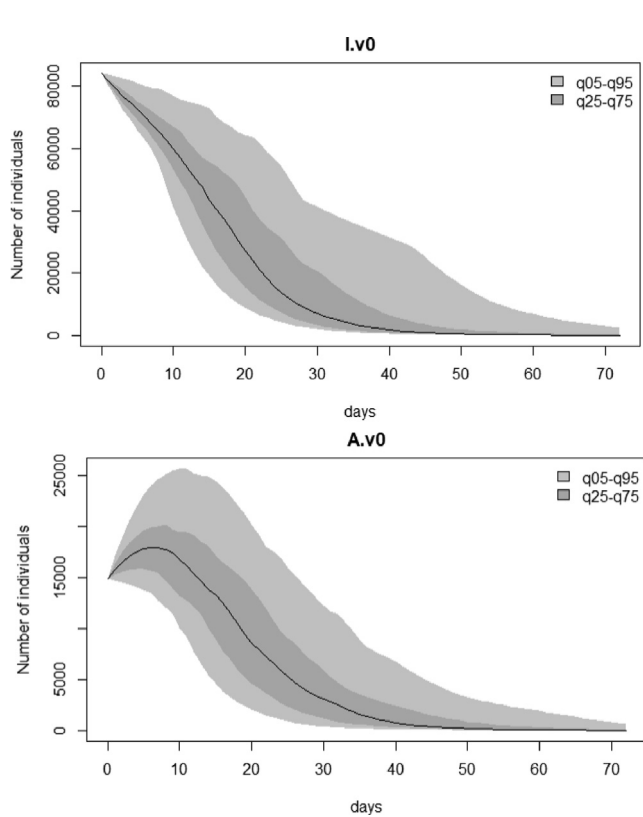 I.v0
Number of individuals
80000
60000
40000
20000
0
q05-q95
q25-q75
0 10 20 30 40 50 60 70
days
A.v0
Number of individuals
25000
15000
5000
0
q05-q95
q25-q75
0 10 20 30 40 50 60 70
days